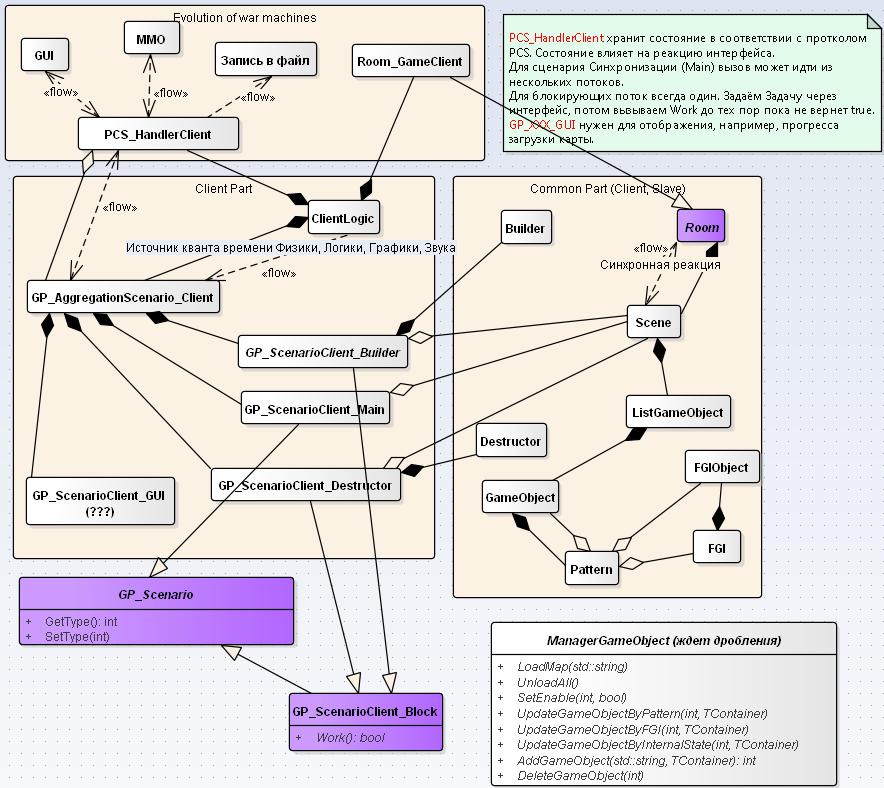 Evolution of war machines
GUI
MMO
Запись в файл
Room_GameClient
«flow»
«flow»
«flow»
PCS_HandlerClient
PCS_HandlerClient хранит состояние в соответствии с протколом
PCS. Состояние влияет на реакцию интерфейса.
Для сценария Синхронизации (Main) вызов может идти из
нескольких потоков.
Для блокирующих поток всегда один. Задаём Задачу через
интерфейс, потом вызываем Work до тех пор пока не вернет true.
GP_XXX_GUI нужен для отображения, например, прогресса
загрузки карты.
Client Part
«flow»
ClientLogic
Источник кванта времени Физики, Логики, Графики, Звука
«flow»
GP_AggregationScenario_Client
GP_ScenarioClient_Builder
GP_ScenarioClient_Main
GP_ScenarioClient_Destructor
GP_ScenarioClient_GUI
(???)
Common Part (Client, Slave)
Builder
Room
«flow»
Синхронная реакция
Scene
ListGameObject
Destructor
FGIObject
GameObject
FGI
Pattern
GP_Scenario
+ GetType(): int
+ SetType(int)
GP_ScenarioClient_Block
+ Work(): bool
ManagerGameObject (ждет дробления)
+ LoadMap(std::string)
+ UnloadAll()
+ SetEnable(int, bool)
+ UpdateGameObjectByPattern(int, TContainer)
+ UpdateGameObjectByFGI(int, TContainer)
+ UpdateGameObjectByInternalState(int, TContainer)
+ AddGameObject(std::string, TContainer): int
+ DeleteGameObject(int)